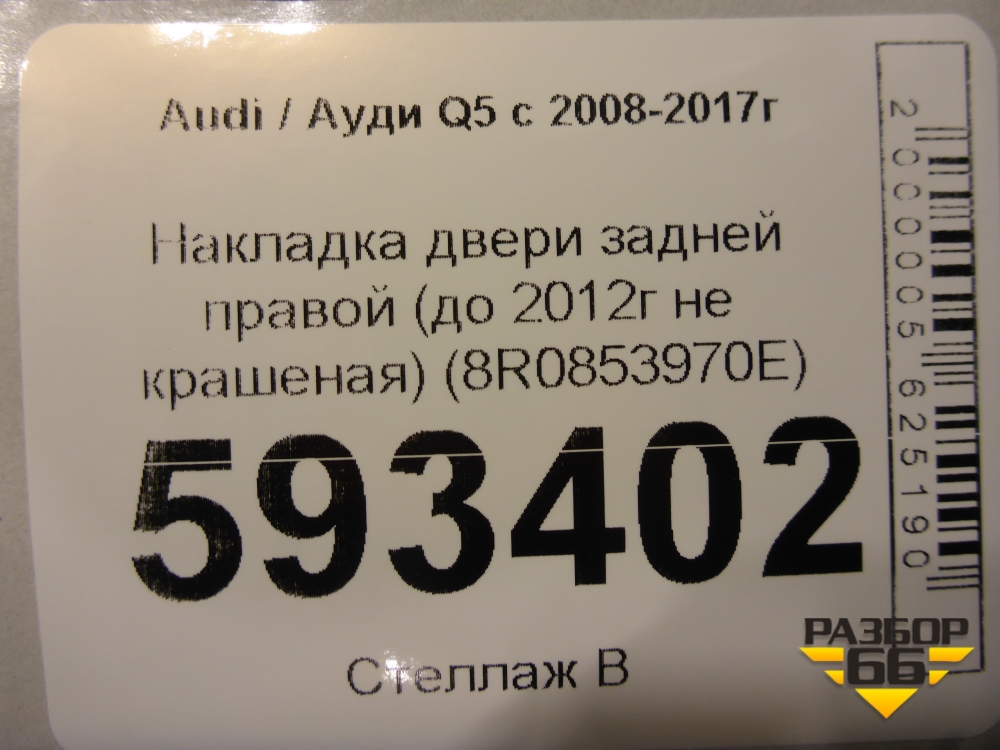 Audi / Ауди Q5 с 2008-2017г
Накладка двери задней
правой (до 2012г не
крашеная) (8R0853970E)
593402
Стеллаж В
2000005625190
РАЗБОР
66